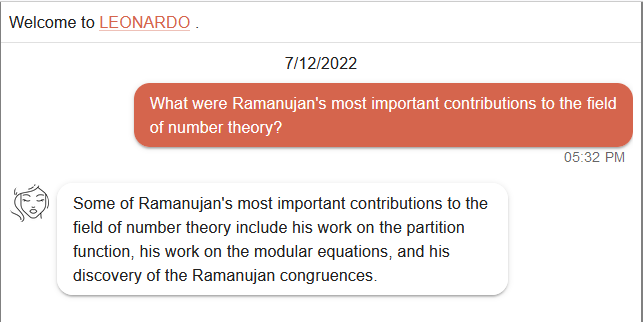 Welcome to LEONARDO .
7/12/2022
What were Ramanujan's most important contributions to the field
of number theory?
05:32 PM
Some of Ramanujan's most important contributions to the
field of number theory include his work on the partition
function, his work on the modular equations, and his
discovery of the Ramanujan congruences.